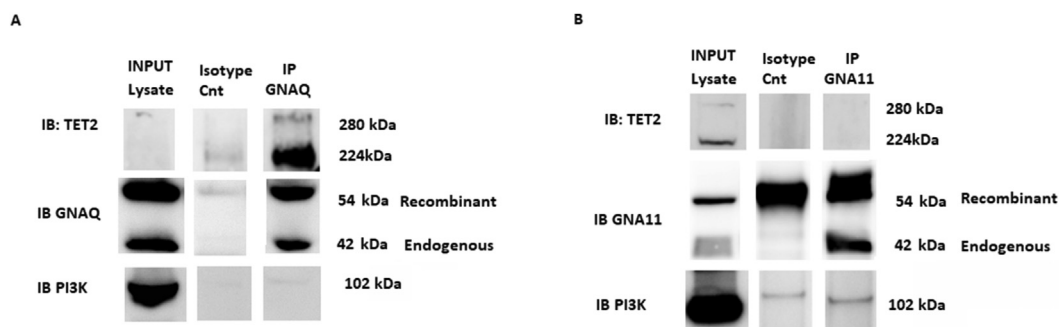 A
INPUT Lysate
Isotype Cnt
IP GNAQ
IB: TET2
280 kDa
224kDa
IB GNAQ
54 kDa Recombinant
42 kDa Endogenous
IB PI3K
102 kDa
B
INPUT Lysate
Isotype Cnt
IP GNA11
IB: TET2
280 kDa
224kDa
IB GNA11
54 kDa Recombinant
42 kDa Endogenous
IB PI3K
102 kDa